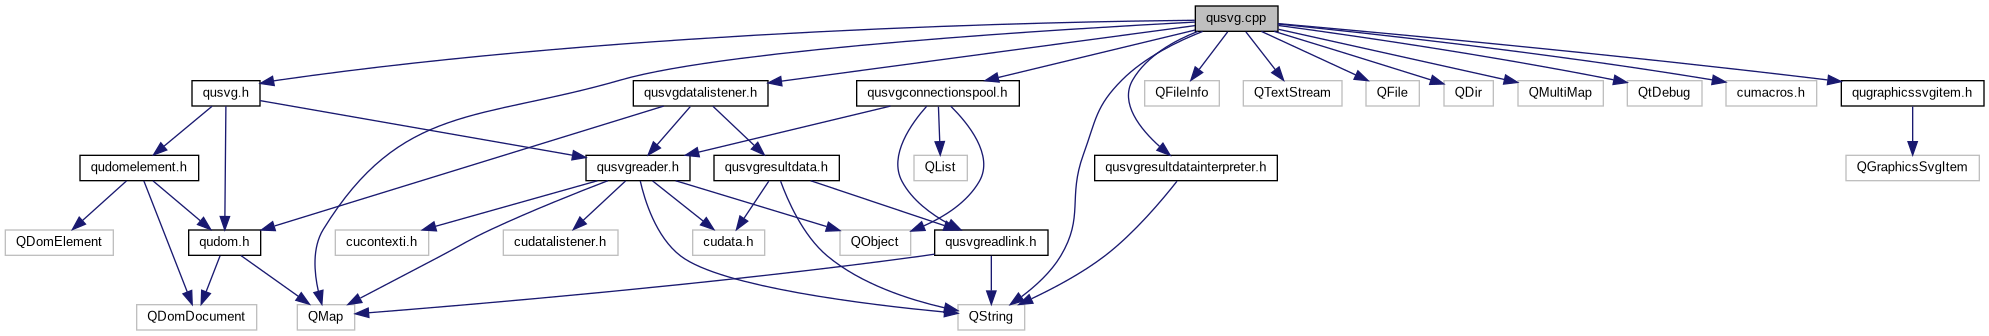 qusvg.cpp
qusvg.h
qusvgdatalistener.h
qusvgconnectionspool.h
QFileInfo
QTextStream
QFile
QDir
QMultiMap
QtDebug
cumacros.h
qugraphicssvgitem.h
qudomelement.h
qusvgreader.h
qusvgresultdata.h
QList
qusvgresultdatainterpreter.h
QGraphicsSvgItem
QDomElement
qudom.h
cucontexti.h
cudatalistener.h
cudata.h
QObject
qusvgreadlink.h
QDomDocument
QMap
QString